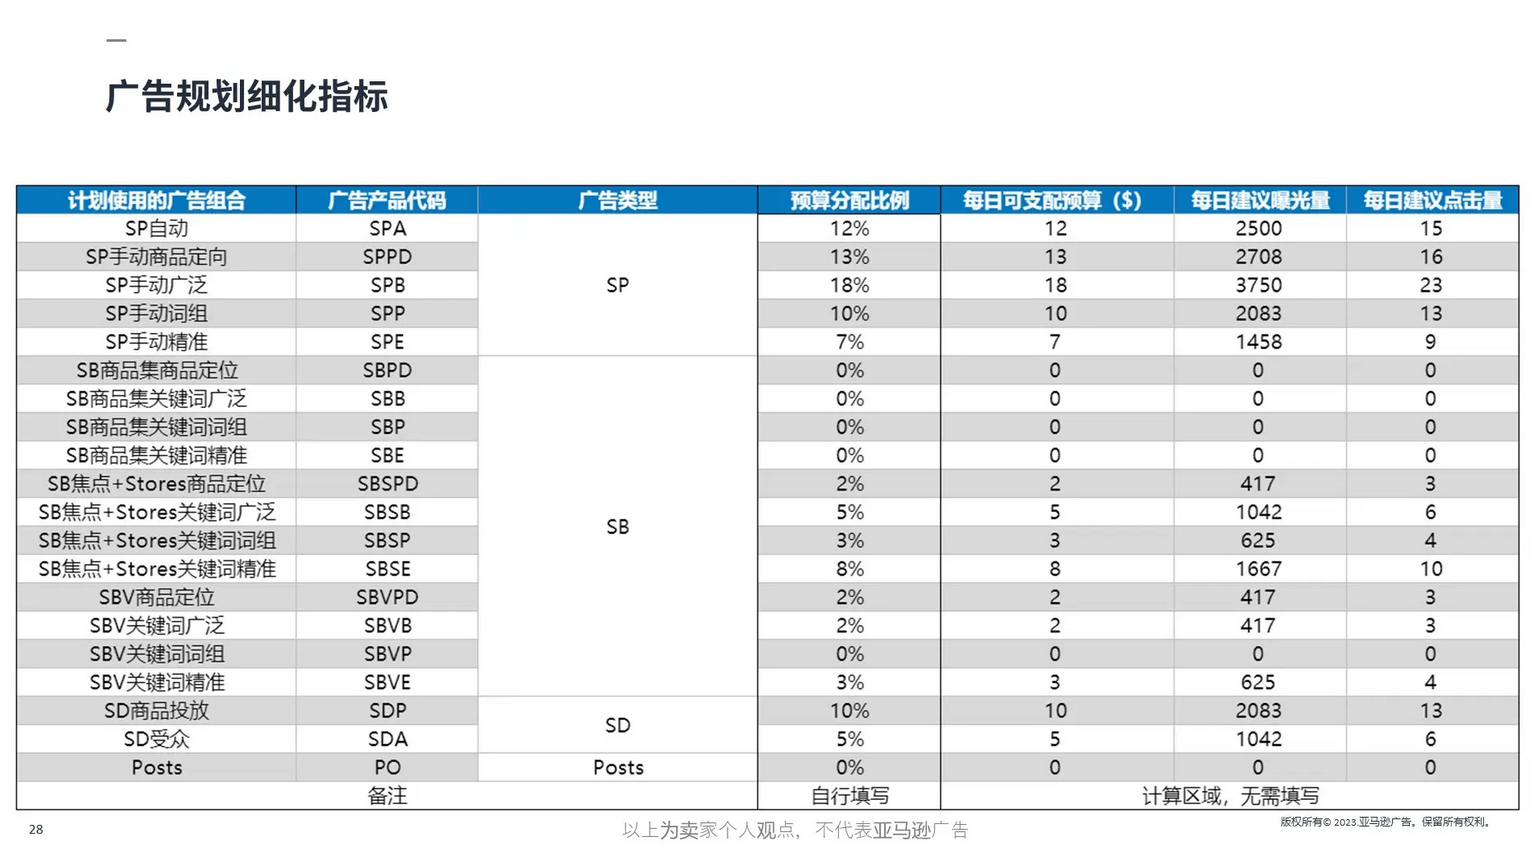 广告规划细化指标
计划使用的广告组合 广告产品代码 广告类型 预算分配比例 每日可支配预算（$） 每日建议曝光量 每日建议点击量
SP自动 SPA 12% 12 2500 15
SP手动商品定向 SPPD 13% 13 2708 16
SP手动广泛 SPB SP 18% 18 3750 23
SP手动词组 SPP 10% 10 2083 13
SP手动精准 SPE 7% 7 1458 9
SB商品集商品定位 SBPD 0% 0 0 0
SB商品集关键词广泛 SBB 0% 0 0 0
SB商品集关键词词组 SBP 0% 0 0 0
SB商品集关键词精准 SBE 0% 0 0 0
SB焦点+Stores商品定位 SBSPD 2% 2 417 3
SB焦点+Stores关键词广泛 SBSB SB 5% 5 1042 6
SB焦点+Stores关键词词组 SBSP 3% 3 625 4
SB焦点+Stores关键词精准 SBSE 8% 8 1667 10
SBV商品定位 SBVPD 2% 2 417 3
SBV关键词广泛 SBVB 2% 2 417 3
SBV关键词词组 SBVP 0% 0 0 0
SBV关键词精准 SBVE 3% 3 625 4
SD商品投放 SDP SD 10% 10 2083 13
SD受众 SDA 5% 5 1042 6
Posts PO Posts 0% 0 0 0
备注 自行填写 计算区域，无需填写
28 以上为卖家个人观点，不代表亚马逊广告 版权所有© 2023.亚马逊广告。保留所有权利。